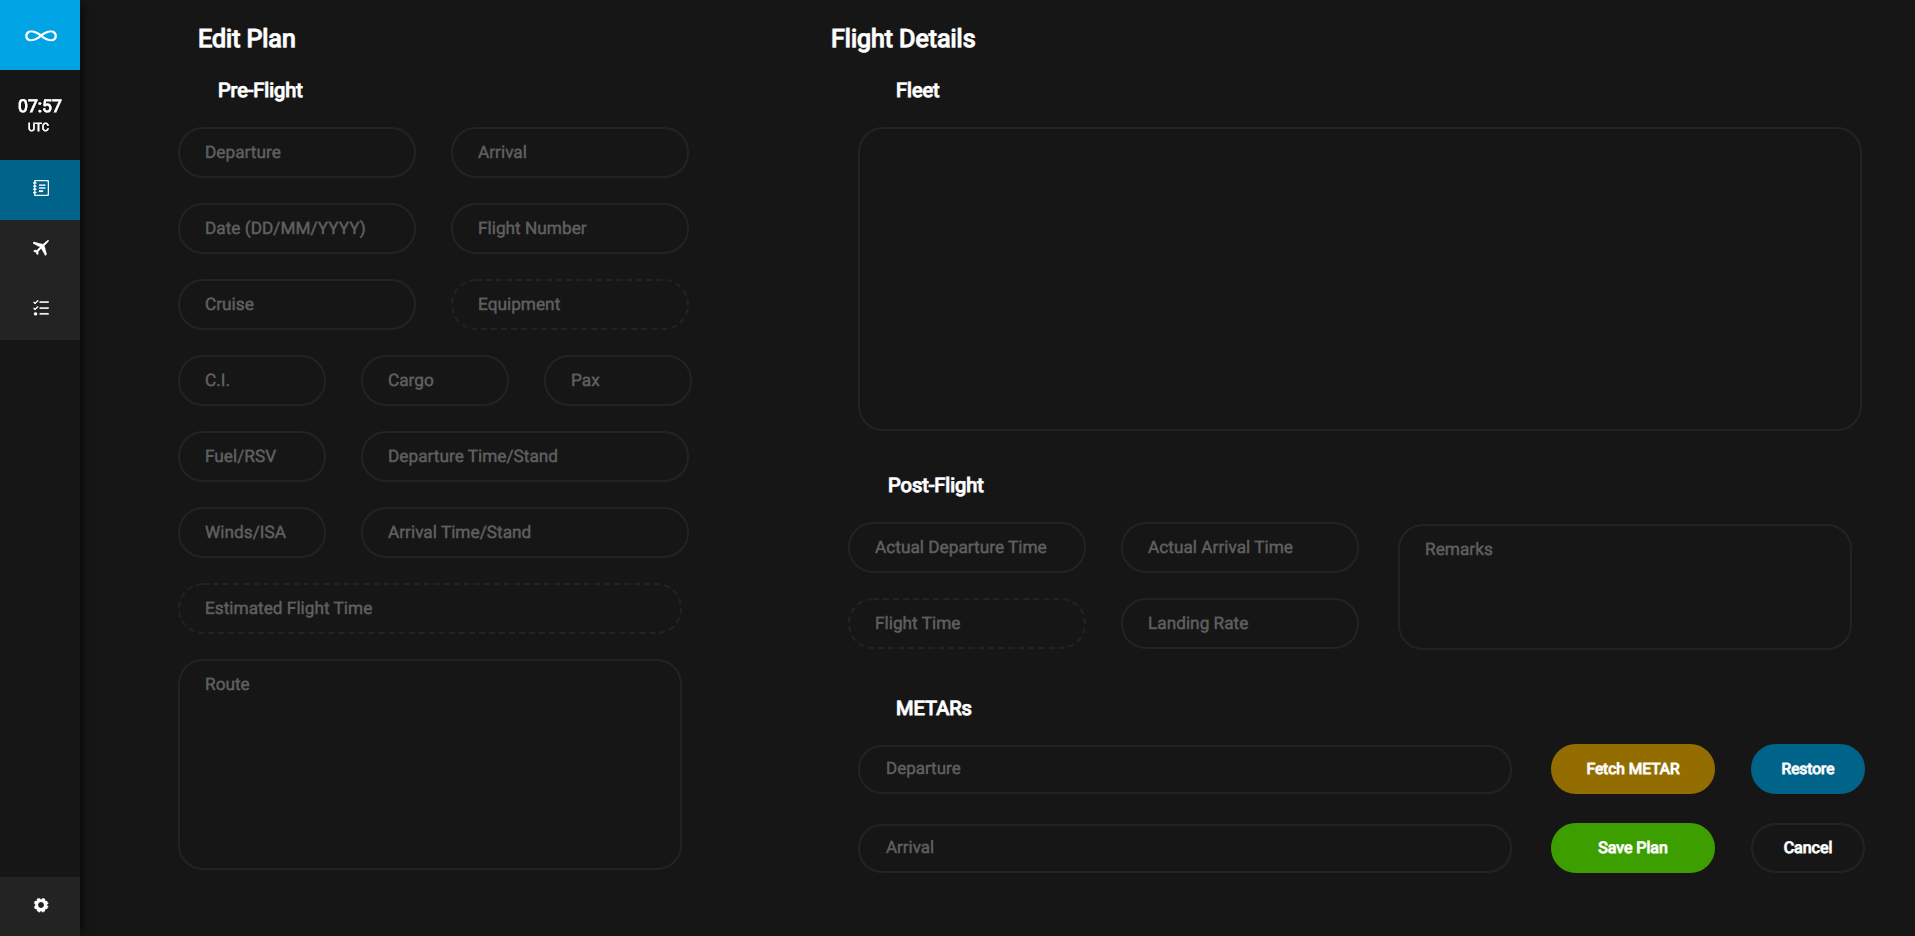 07:57
UTC
Edit Plan
Pre-Flight
Departure
Arrival
Date (DD/MM/YYYY)
Flight Number
Cruise
Equipment
C.I.
Cargo
Pax
Fuel/RSV
Departure Time/Stand
Winds/ISA
Arrival Time/Stand
Estimated Flight Time
Route
Flight Details
Fleet
Post-Flight
Actual Departure Time
Actual Arrival Time
Remarks
Flight Time
Landing Rate
METARs
Departure
Fetch METAR
Restore
Arrival
Save Plan
Cancel